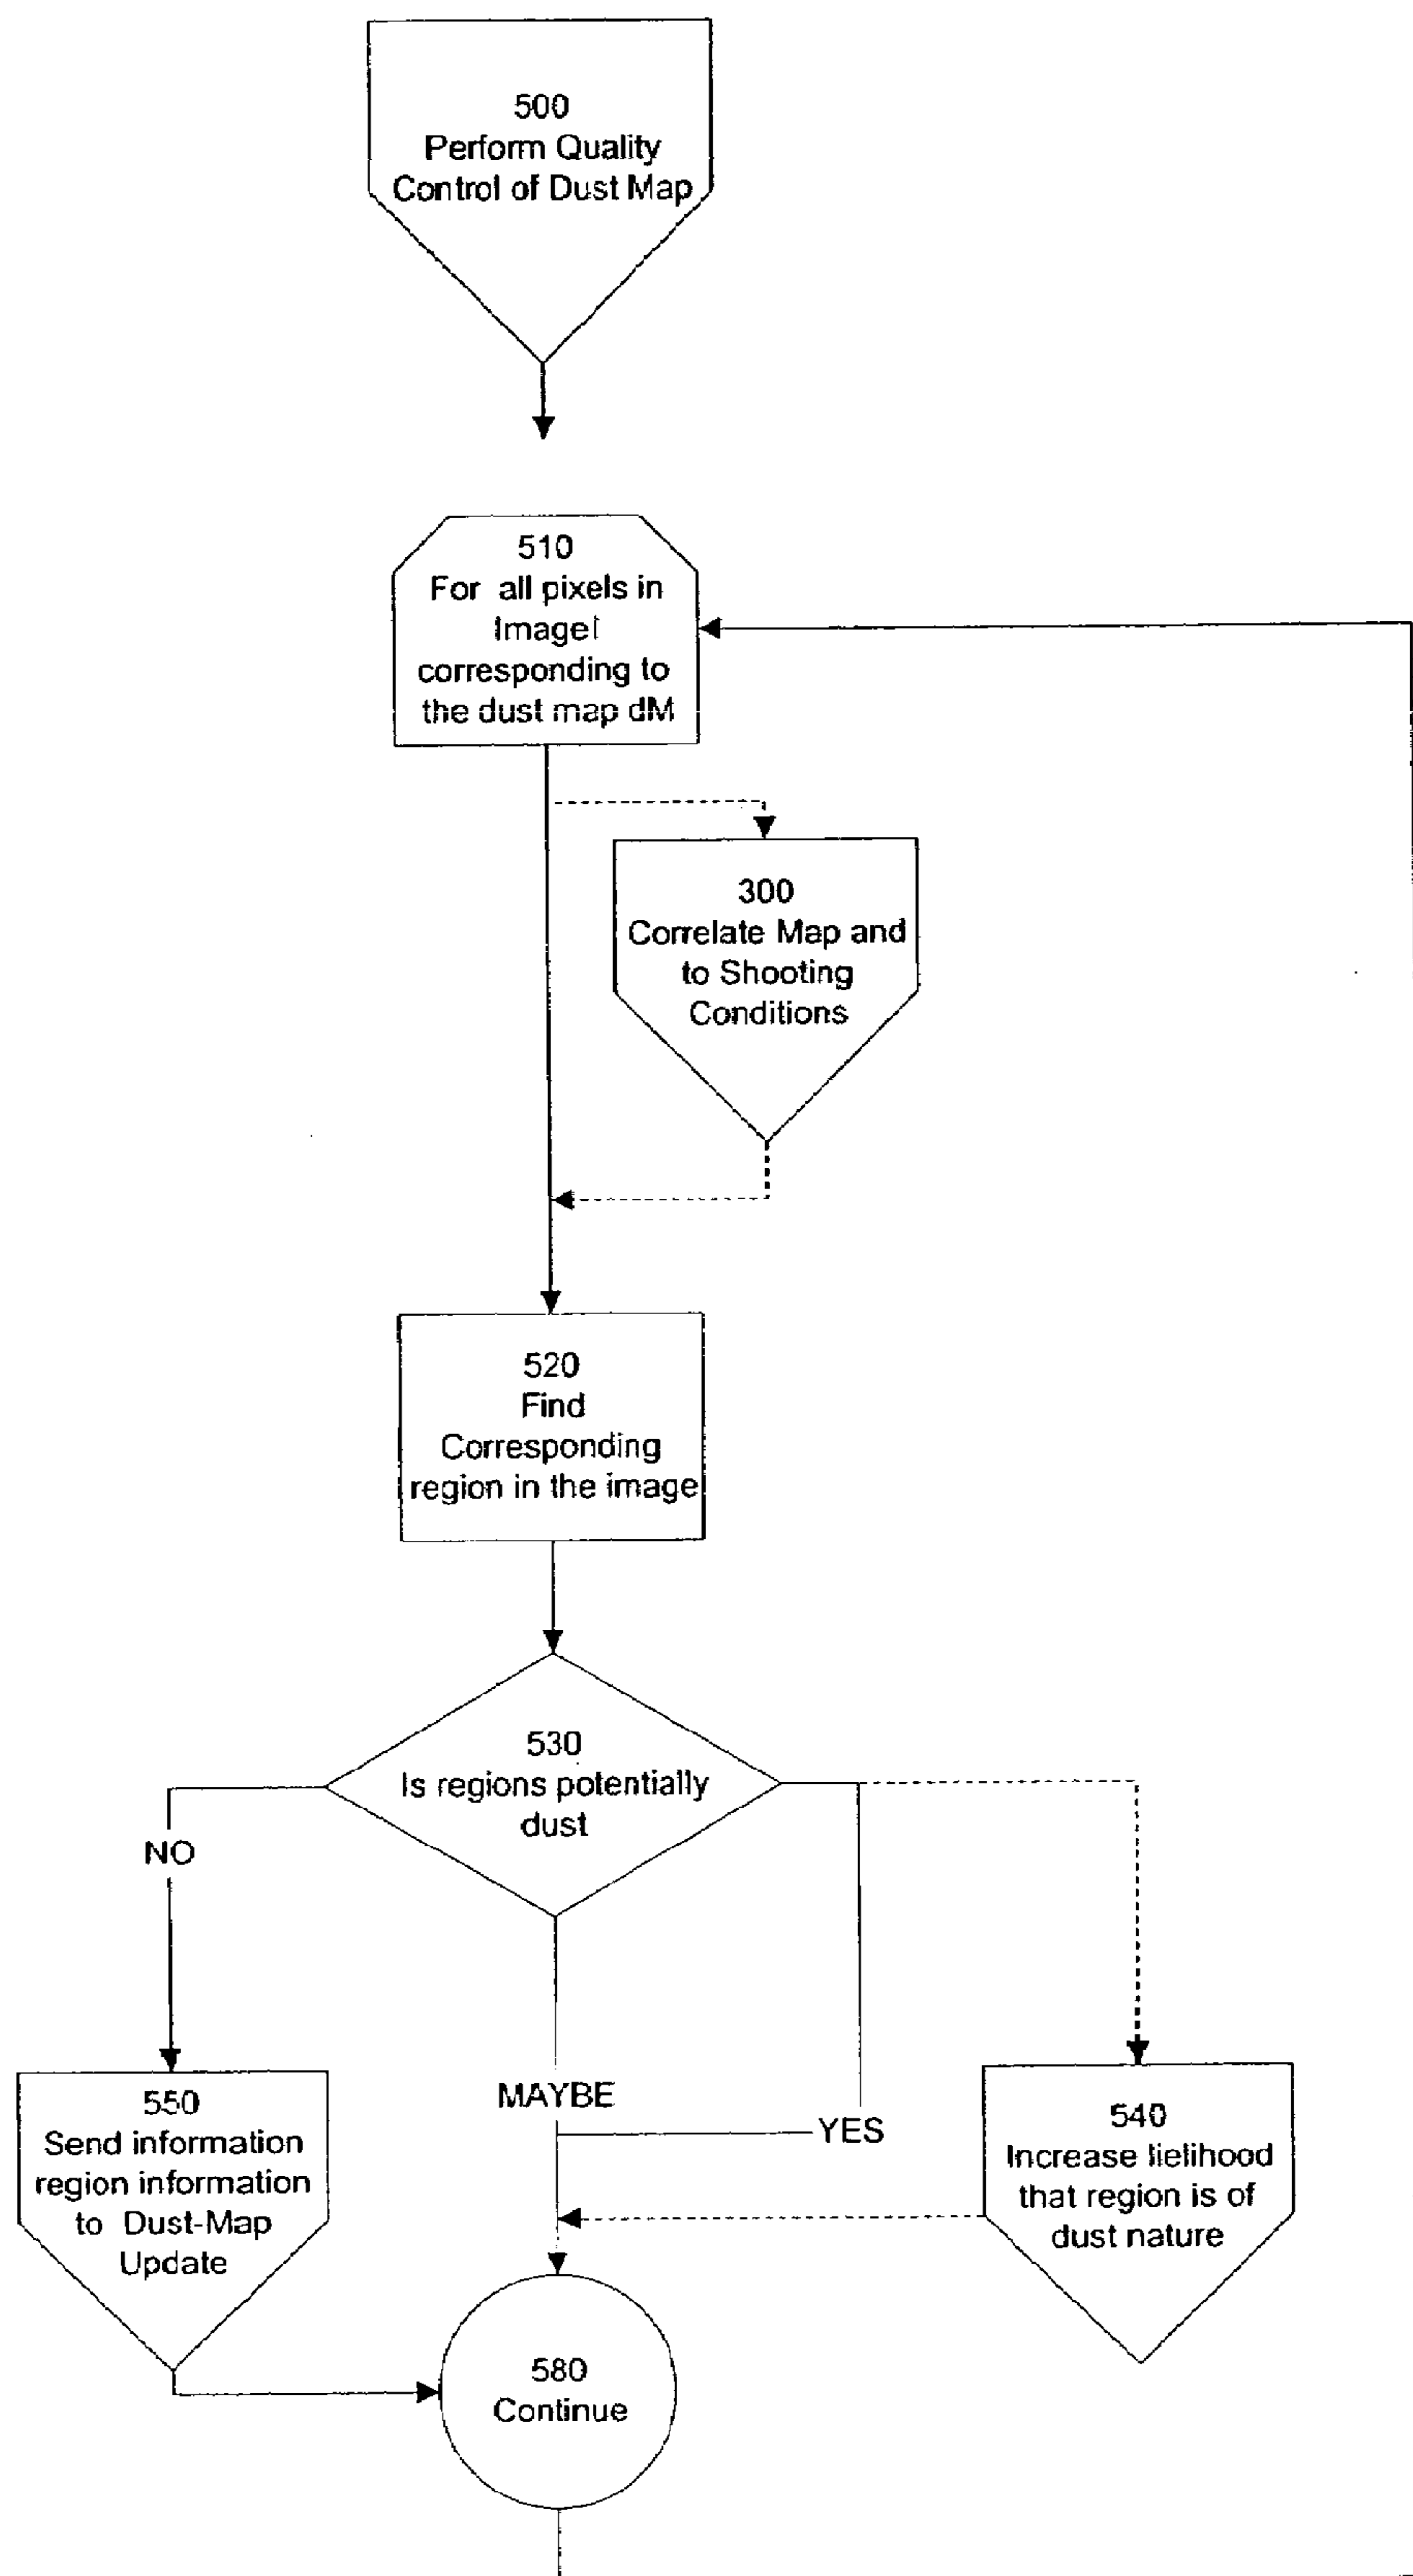 500
Perform Quality
Control of Dust Map
510
For all pixels in
ImageI
corresponding to
the dust map dM
300
Correlate Map and
to Shooting
Conditions
520
Find
Corresponding
region in the image
530
Is regions potentially
dust
NO
MAYBE
YES
550
Send information
region information
to Dust-Map
Update
540
Increase lielihood
that region is of
dust nature
580
Continue